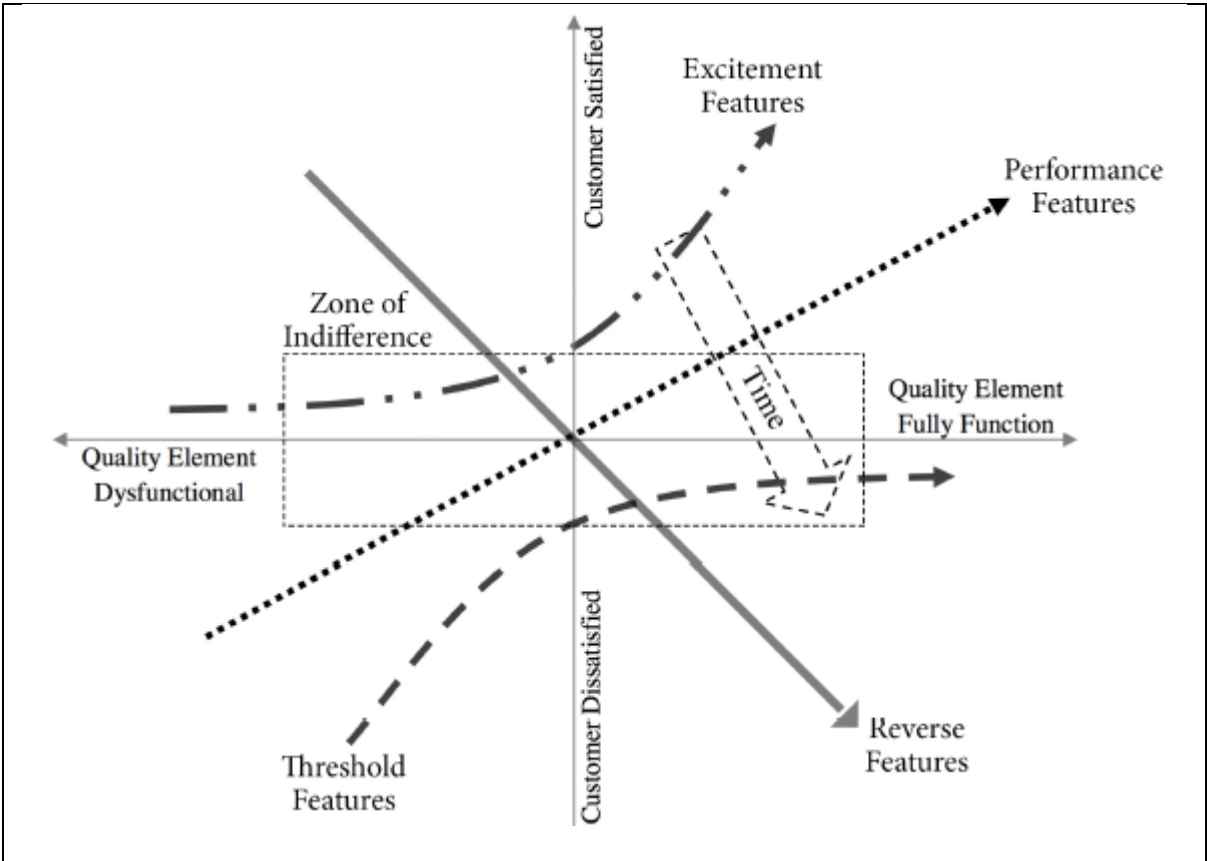 Customer Satisfied
Excitement
Features
Performance
Features
Zone of
Indifference
Time
Quality Element
Fully Function
Quality Element
Dysfunctional
Customer Dissatisfied
Threshold
Features
Reverse
Features